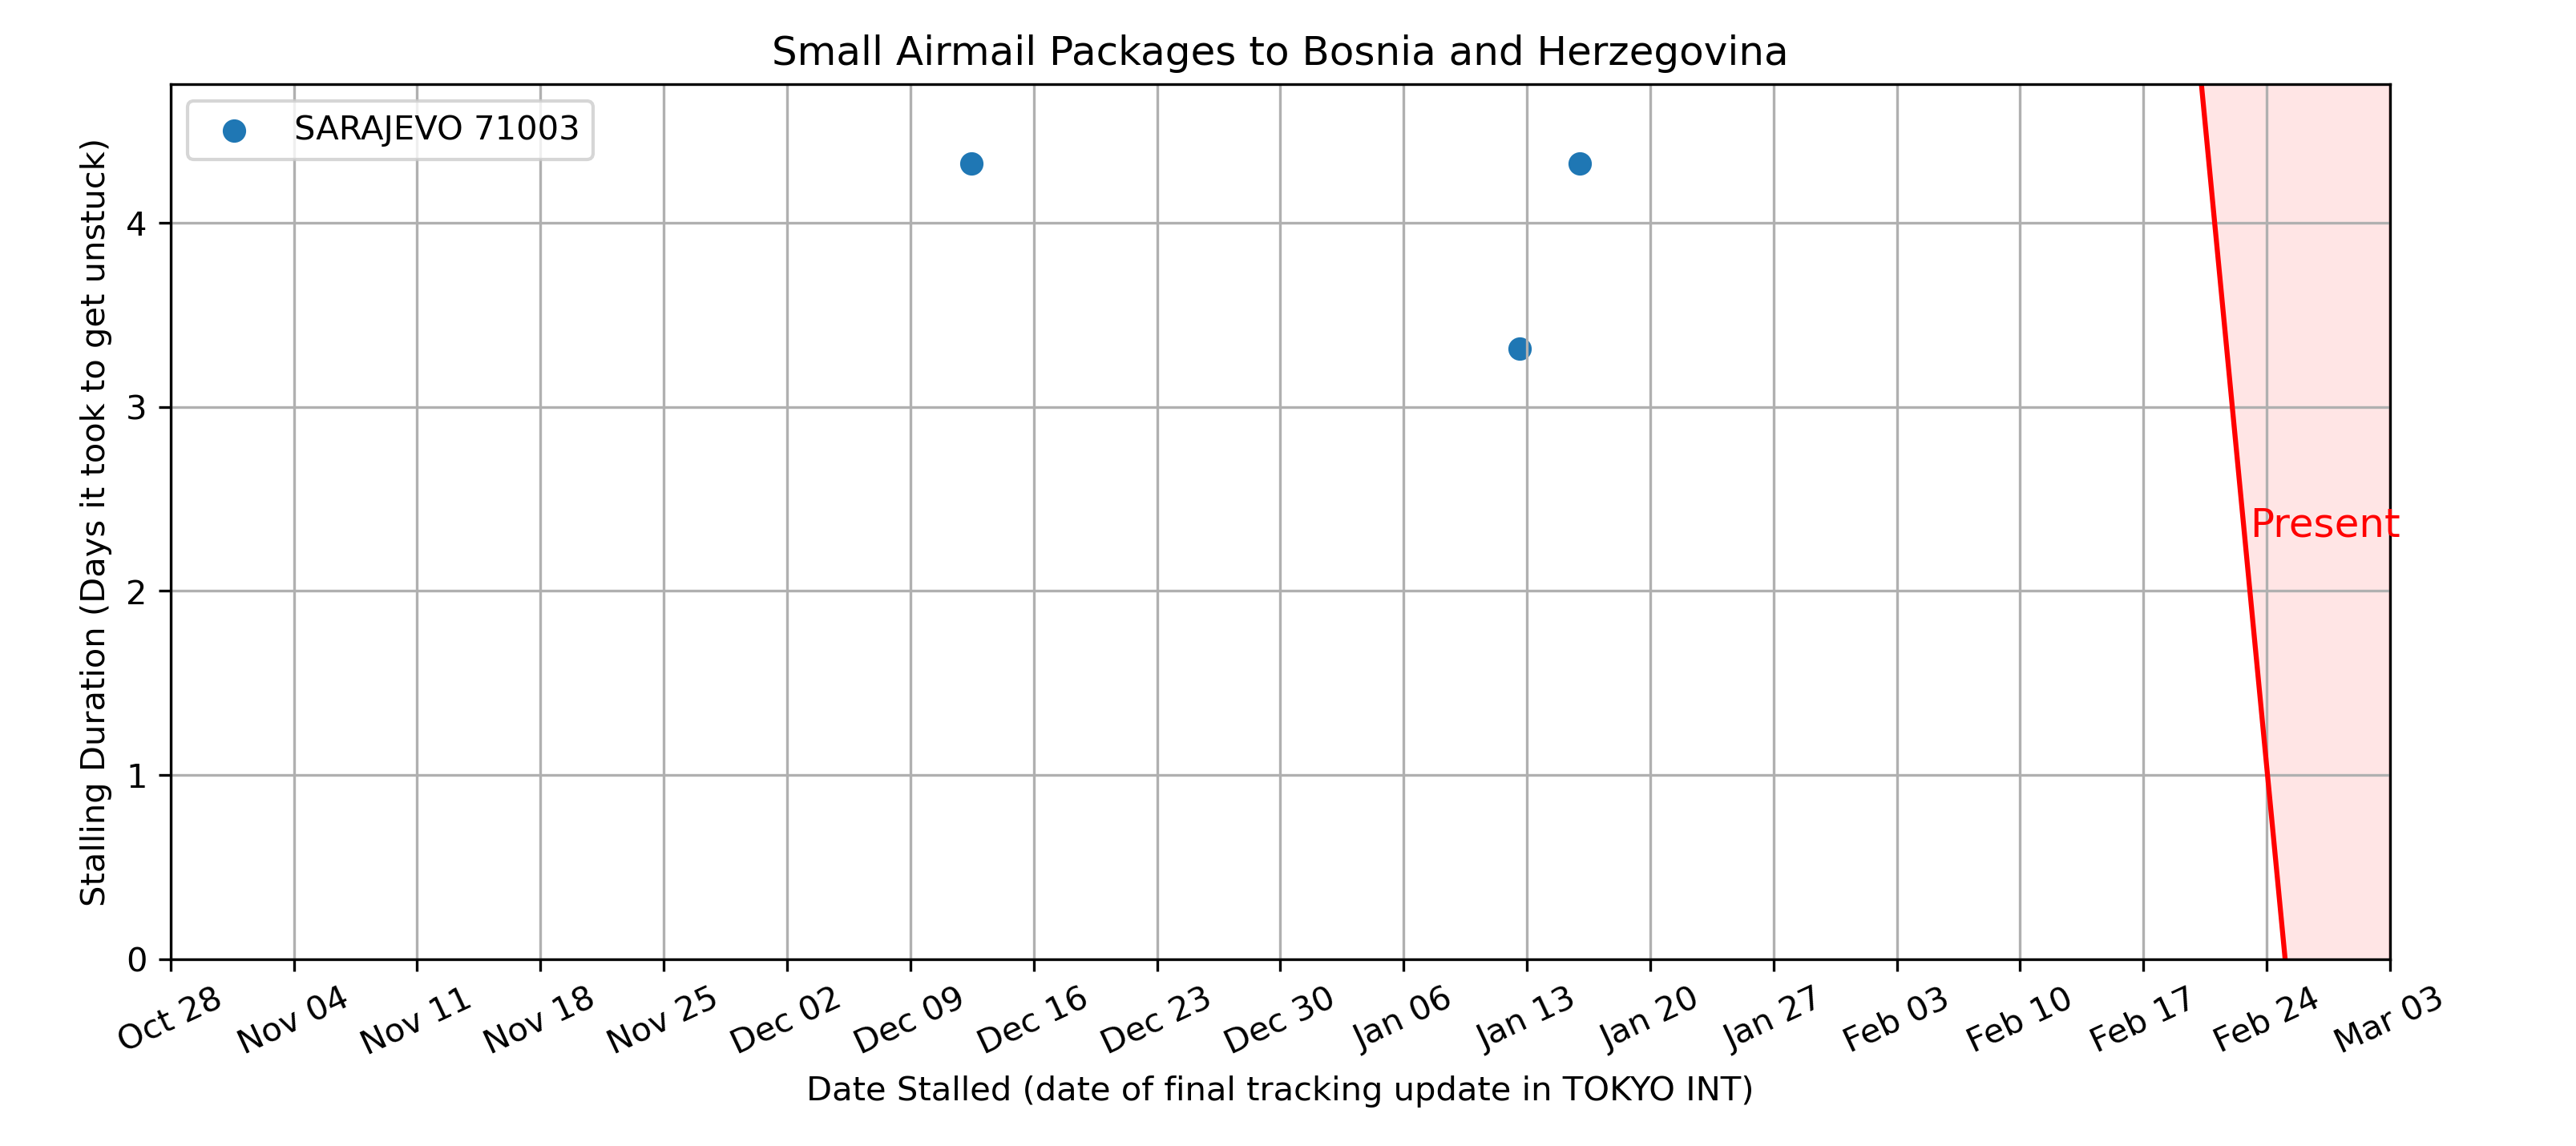 Small Airmail Packages to Bosnia and Herzegovina
SARAJEVO 71003
Stalling Duration (Days it took to get unstuck)
4
3
2
1
0
Present
Oct 28
Nov 04
Nov 11
Nov 18
Nov 25
Dec 02
Dec 09
Dec 16
Dec 23
Dec 30
Jan 06
Jan 13
Jan 20
Jan 27
Feb 03
Feb 10
Feb 17
Feb 24
Mar 03
Date Stalled (date of final tracking update in TOKYO INT)